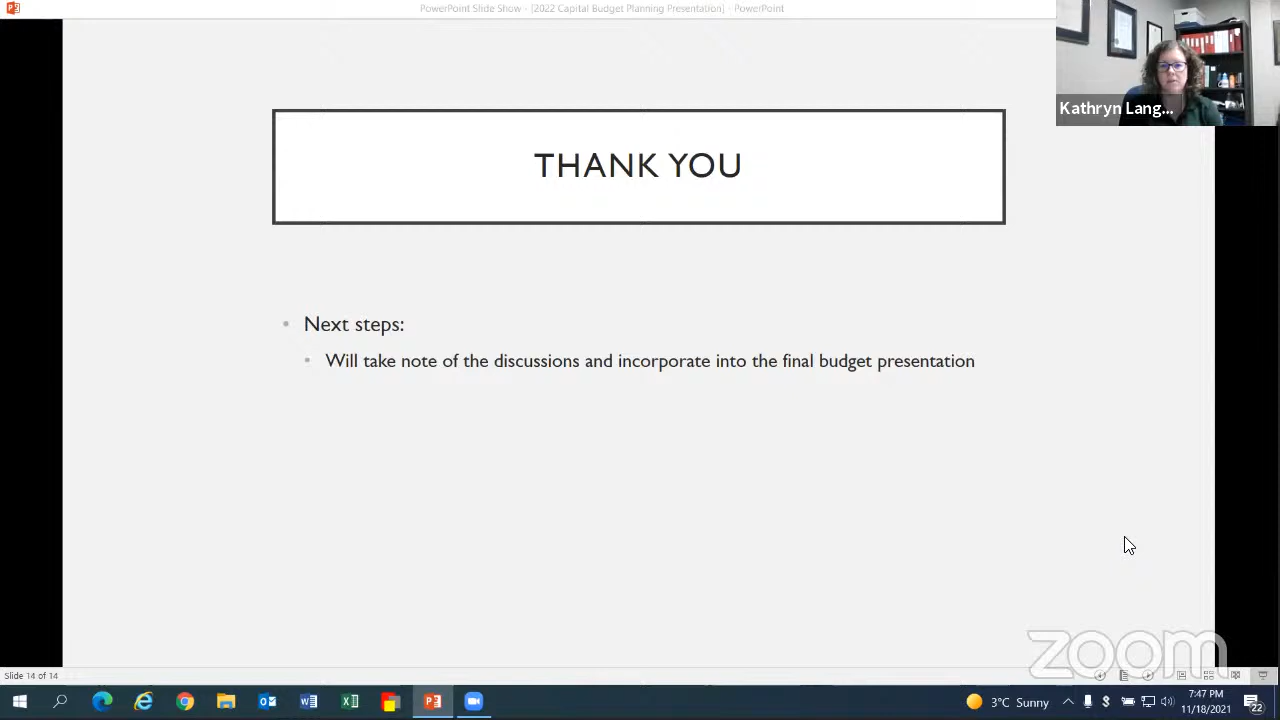 PowerPoint Slide Show - [2022 Capital Budget Planning Presentation] - PowerPoint
Kathryn Lang...
THANK YOU
Next steps:
Will take note of the discussions and incorporate into the final budget presentation
zoom
Slide 14 of 14
3°C Sunny
7:47 PM
11/18/2021
22